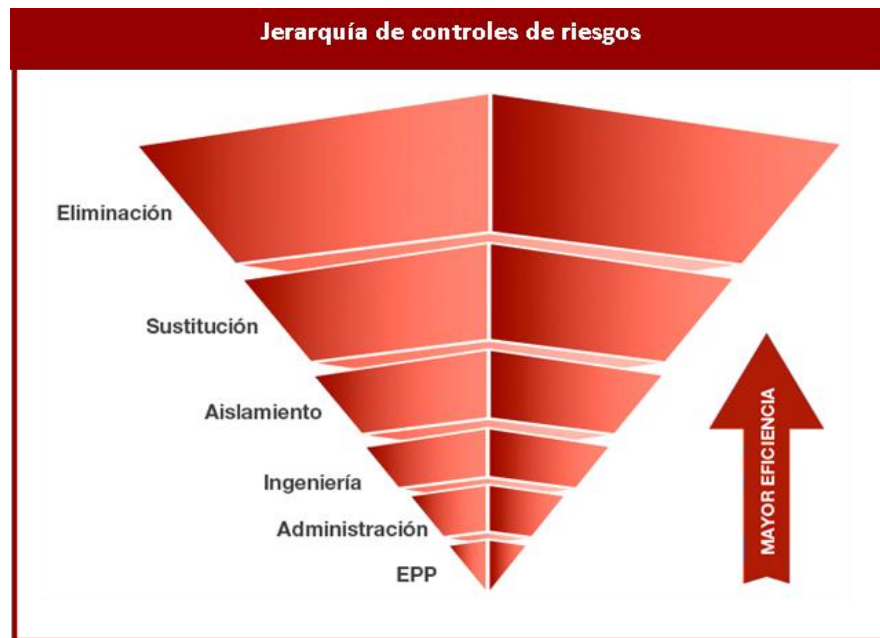 Jerarquía de controles de riesgos
Eliminación
Sustitución
Aislamiento
Ingeniería
Administración
EPP
MAYOR EFICIENCIA